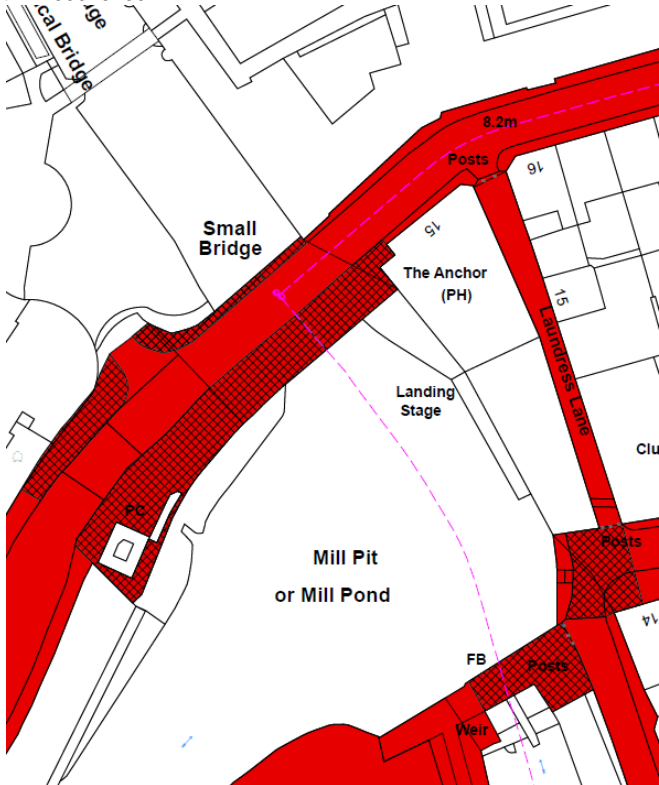 ical Bridge
8.2m
Posts
16
Small
Bridge
15
The Anchor
(PH)
15
Laundress Lane
Landing
Stage
Clu
PC
Posts
Mill Pit
or Mill Pond
14
FB
Posts
Weir